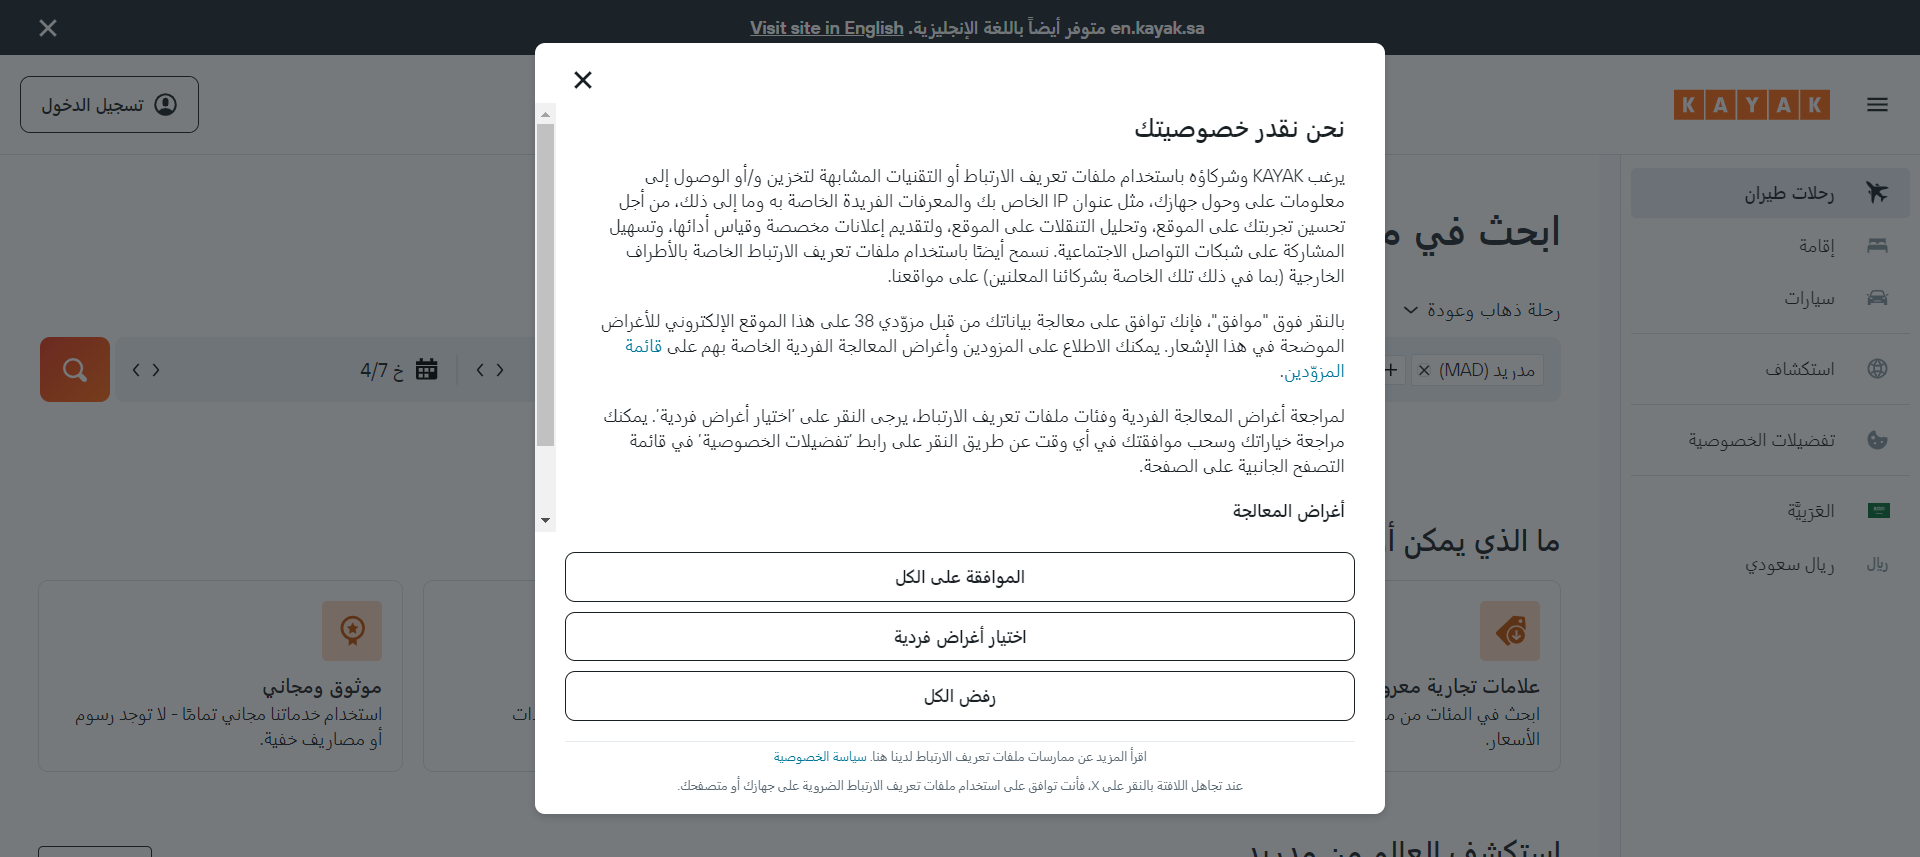 en.kayak.sa متوفر أيضاً باللغة الإنجليزية. Visit site in English
KAYAK
تسجيل الدخول
رحلات طيران
إقامة
سيارات
استكشاف
تفضيلات الخصوصية
العَرَبِيَّة
ريال سعودي
ريال
ابحث في
رحلة ذهاب وعودة
مدريد (MAD)
خ 4/7
نحن نقدر خصوصيتك
يرغب KAYAK وشركاؤه باستخدام ملفات تعريف الارتباط أو التقنيات المشابهة لتخزين و/أو الوصول إلى
معلومات على وحول جهازك، مثل عنوان IP الخاص بك والمعرفات الفريدة الخاصة به وما إلى ذلك، من أجل
تحسين تجربتك على الموقع، وتحليل التنقلات على الموقع، ولتقديم إعلانات مخصصة وقياس أدائها، وتسهيل
المشاركة على شبكات التواصل الاجتماعية. نسمح أيضًا باستخدام ملفات تعريف الارتباط الخاصة بالأطراف
الخارجية (بما في ذلك تلك الخاصة بشركائنا المعلنين) على مواقعنا.
بالنقر فوق "موافق"، فإنك توافق على معالجة بياناتك من قبل مزوّدي 38 على هذا الموقع الإلكتروني للأغراض
الموضحة في هذا الإشعار. يمكنك الاطلاع على المزودين وأغراض المعالجة الفردية الخاصة بهم على قائمة
المزوّدين.
لمراجعة أغراض المعالجة الفردية وفئات ملفات تعريف الارتباط، يرجى النقر على 'اختيار أغراض فردية'. يمكنك
مراجعة خياراتك وسحب موافقتك في أي وقت عن طريق النقر على رابط 'تفضيلات الخصوصية' في قائمة
التصفح الجانبية على الصفحة.
أغراض المعالجة
الموافقة على الكل
اختيار أغراض فردية
رفض الكل
اقرأ المزيد عن ممارسات ملفات تعريف الارتباط لدينا هنا. سياسة الخصوصية
عند تجاهل اللافتة بالنقر على X، فأنت توافق على استخدام ملفات تعريف الارتباط الضرورية على جهازك أو متصفحك.
ما الذي يمكن
علامات تجارية
ابحث في المئات من
الأسعار.
موثوق ومجاني
استخدام خدماتنا مجاني تمامًا - لا توجد رسوم
أو مصاريف خفية.
استكشف العالم من مدريد